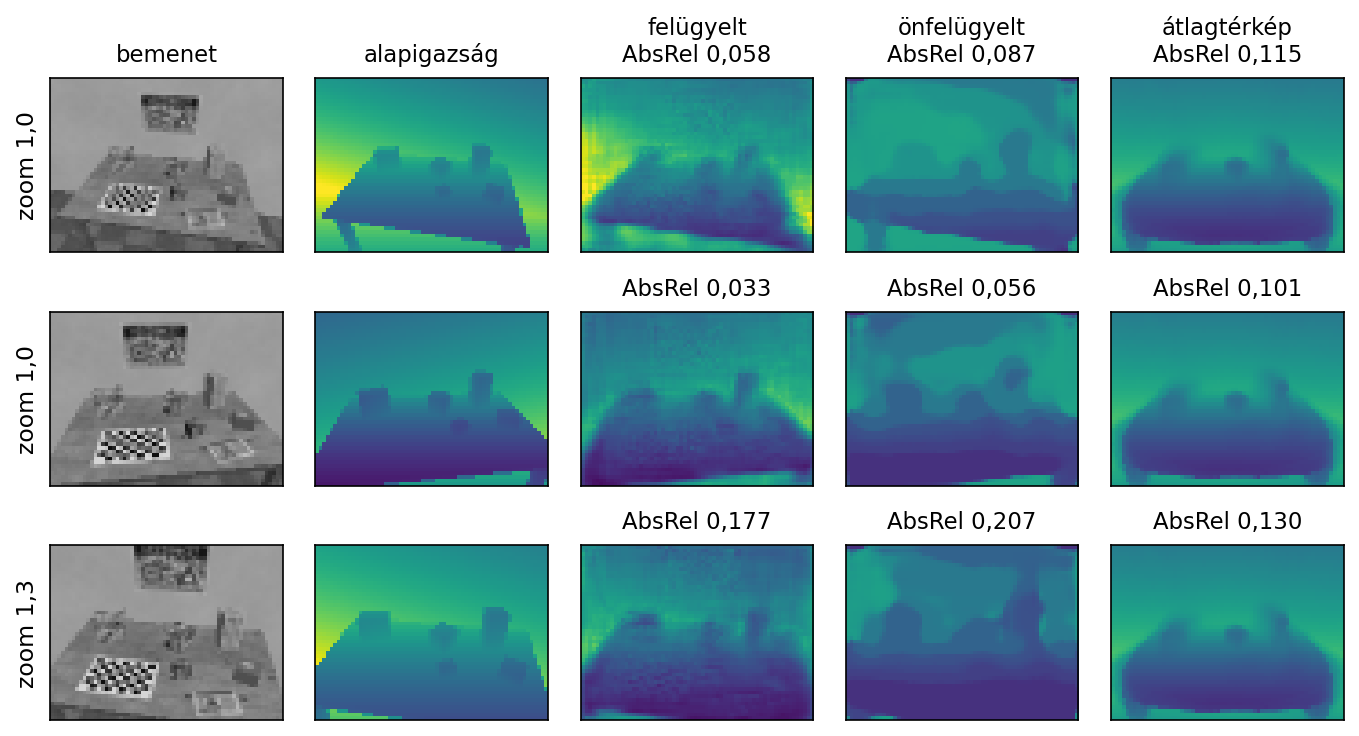 bemenet
alapigazság
felügyelt
AbsRel 0,058
önfelügyelt
AbsRel 0,087
átlagtérkép
AbsRel 0,115
zoom 1,0
AbsRel 0,033
AbsRel 0,056
AbsRel 0,101
zoom 1,0
AbsRel 0,177
AbsRel 0,207
AbsRel 0,130
zoom 1,3